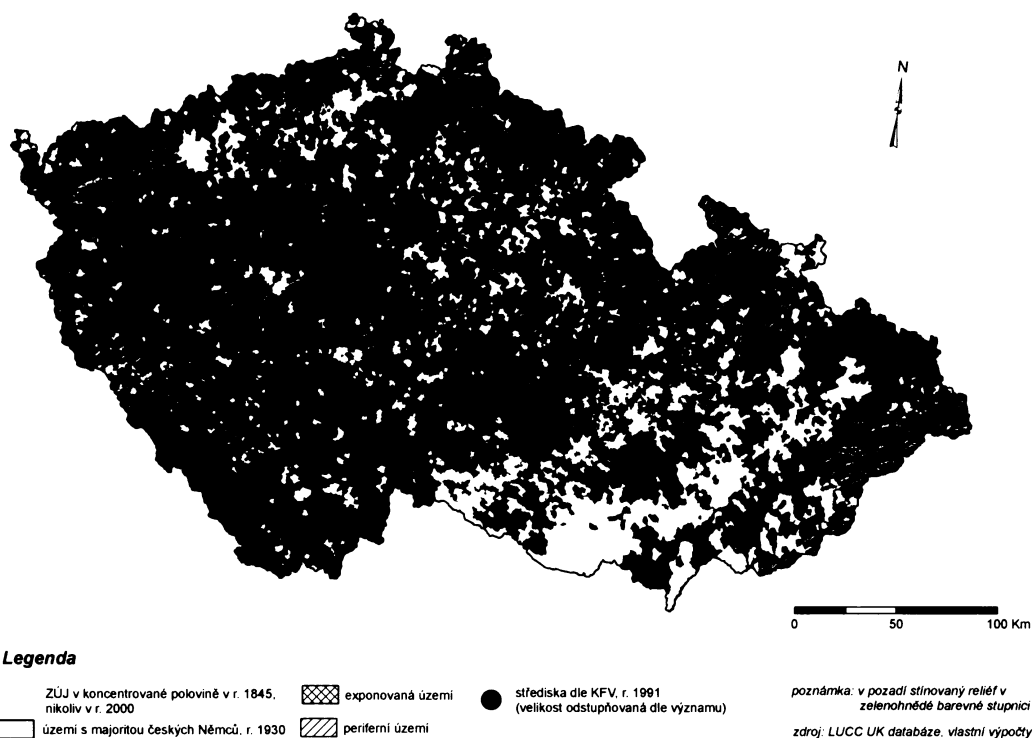 N
0 50 100 Km
Legenda
ZÚJ v koncentrované polovině v r. 1845,
nikoliv v r. 2000
území s majoritou českých Němců, r. 1930
exponovaná území
periferní území
střediska dle KFV, r. 1991
(velikost odstupňovaná dle významu)
poznámka: v pozadí stínovaný reliéf v
zelenohnědé barevné stupnici
zdroj: LUCC UK databáze, vlastní výpočty